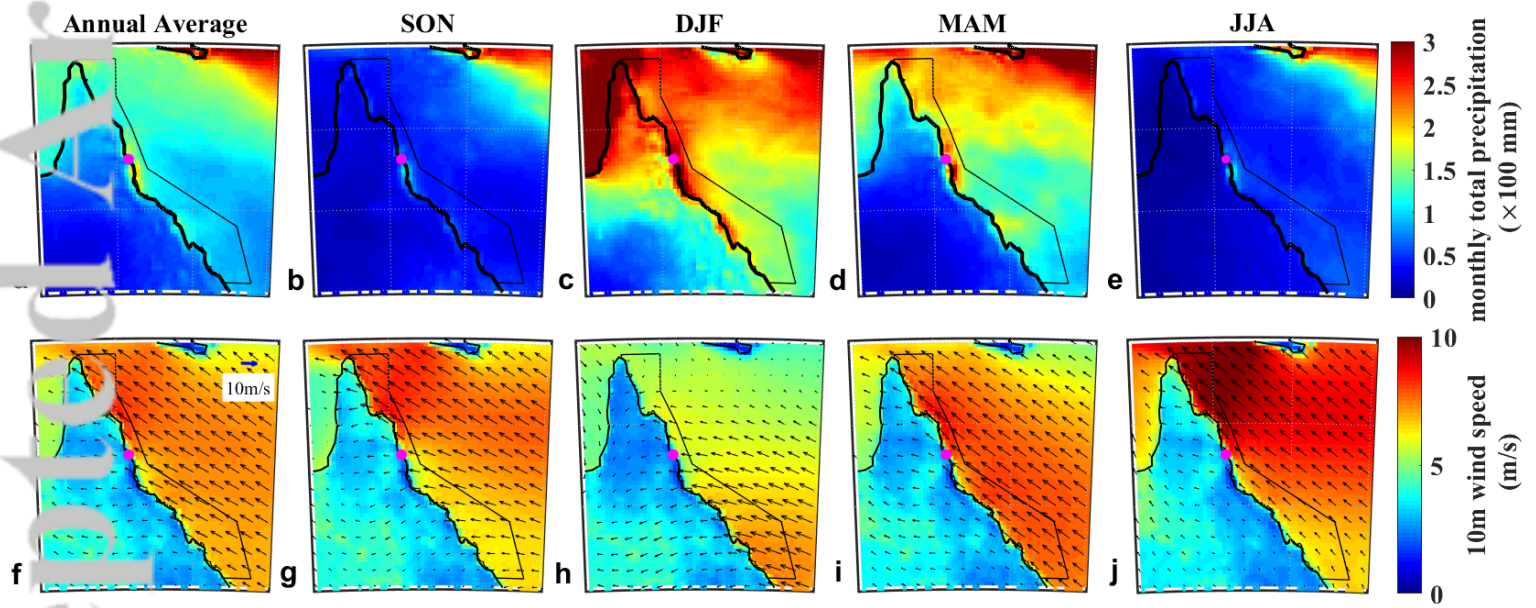 Annual Average SON DJF MAM JJA
3
2.5
2
1.5
1
0.5
0
monthly total precipitation
(×100 mm)
b c d e
10m/s
10
5
0
10m wind speed
(m/s)
f g h i j